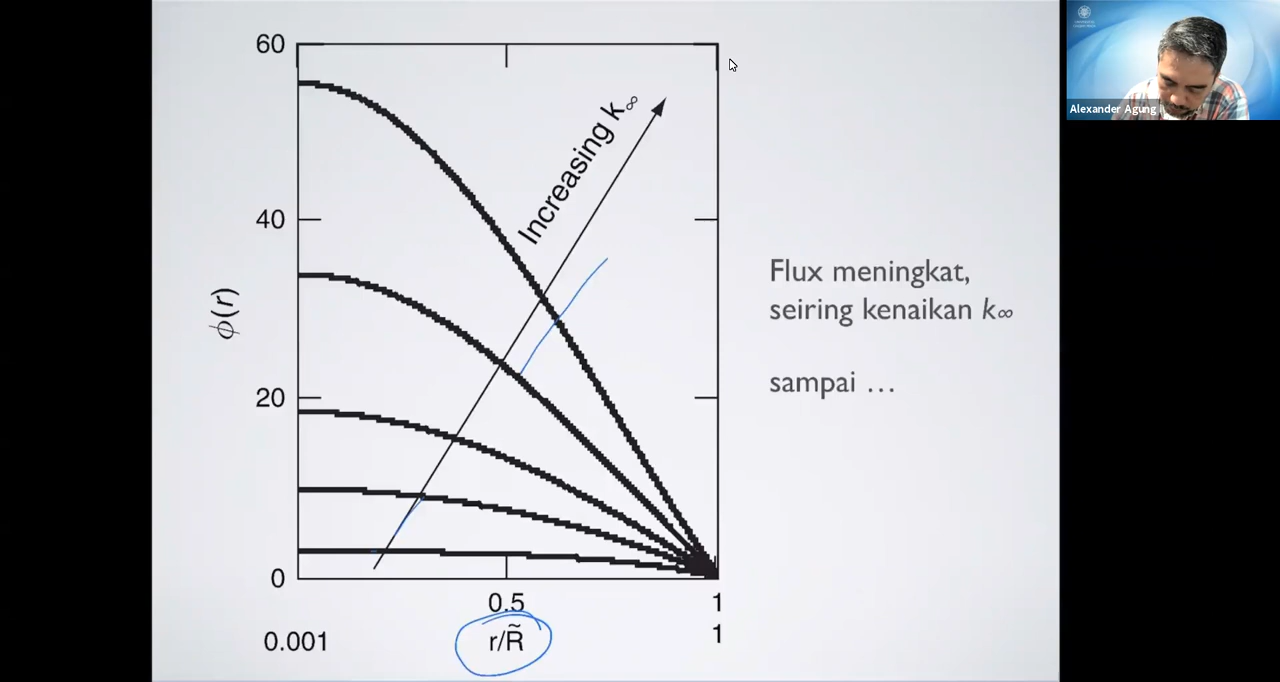 60
40
20
0
ϕ(r)
Increasing k∞
0.5
1
0.001
r/R̃
1
Flux meningkat,
seiring kenaikan k∞
sampai …
Alexander Agung